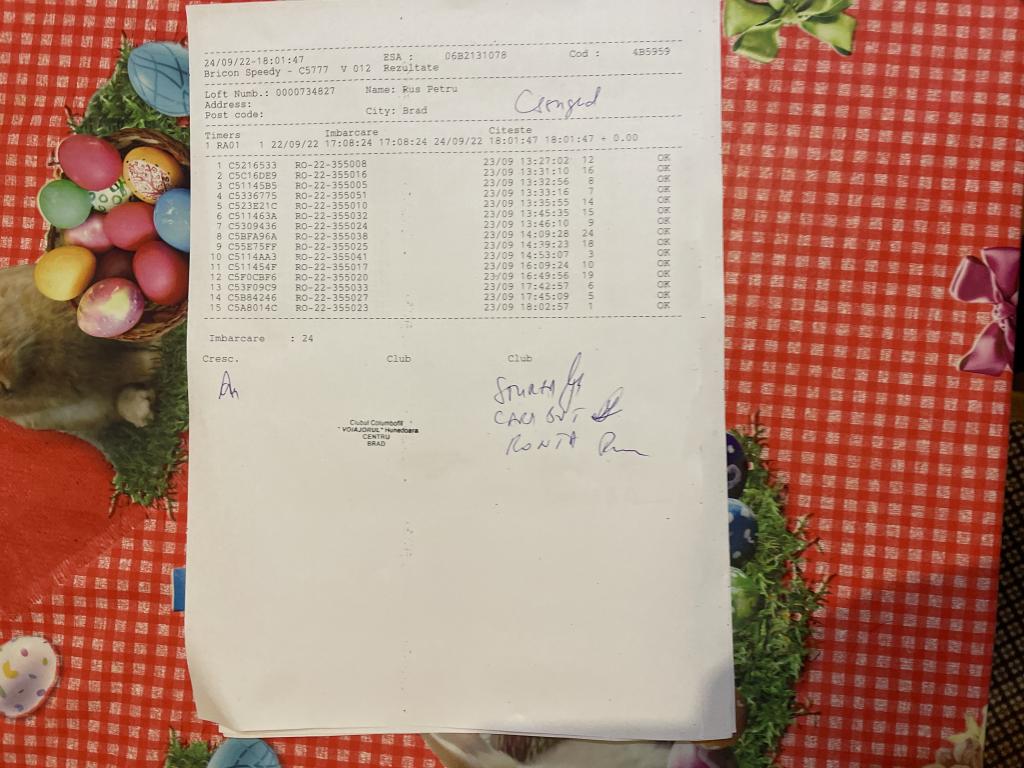 24/09/22-18:01:47 ESA : 06B2131078 Cod : 4B5959
Bricon Speedy - C5777 V 012 Rezultate
Loft Numb.: 0000734827 Name: Rus Petru
Address:
Post code: City: Brad
Csongrd
Timers Imbarcare Citeste
1 RA01 1 22/09/22 17:08:24 17:08:24 24/09/22 18:01:47 18:01:47 + 0.00
1 C5216533 RO-22-355008 23/09 13:27:02 12 OK
2 C5C16DE9 RO-22-355016 23/09 13:31:10 16 OK
3 C51145B5 RO-22-355005 23/09 13:32:56 8 OK
4 C5336775 RO-22-355051 23/09 13:33:16 7 OK
5 C523E21C RO-22-355010 23/09 13:35:55 14 OK
6 C511463A RO-22-355032 23/09 13:45:35 15 OK
7 C5309436 RO-22-355024 23/09 13:46:10 9 OK
8 C5BFA96A RO-22-355038 23/09 14:09:28 24 OK
9 C55E75FF RO-22-355025 23/09 14:39:23 18 OK
10 C5114AA3 RO-22-355041 23/09 14:53:07 3 OK
11 C511454F RO-22-355017 23/09 16:09:24 10 OK
12 C5F0CBF6 RO-22-355020 23/09 16:49:56 19 OK
13 C53F09C9 RO-22-355033 23/09 17:42:57 6 OK
14 C5B84246 RO-22-355027 23/09 17:45:09 5 OK
15 C5A8014C RO-22-355023 23/09 18:02:57 1 OK
Imbarcare : 24
Cresc. Club Club
Clubul Columbofil
"VOIAJORUL" Hunedoara
CENTRU
BRAD
RONTA